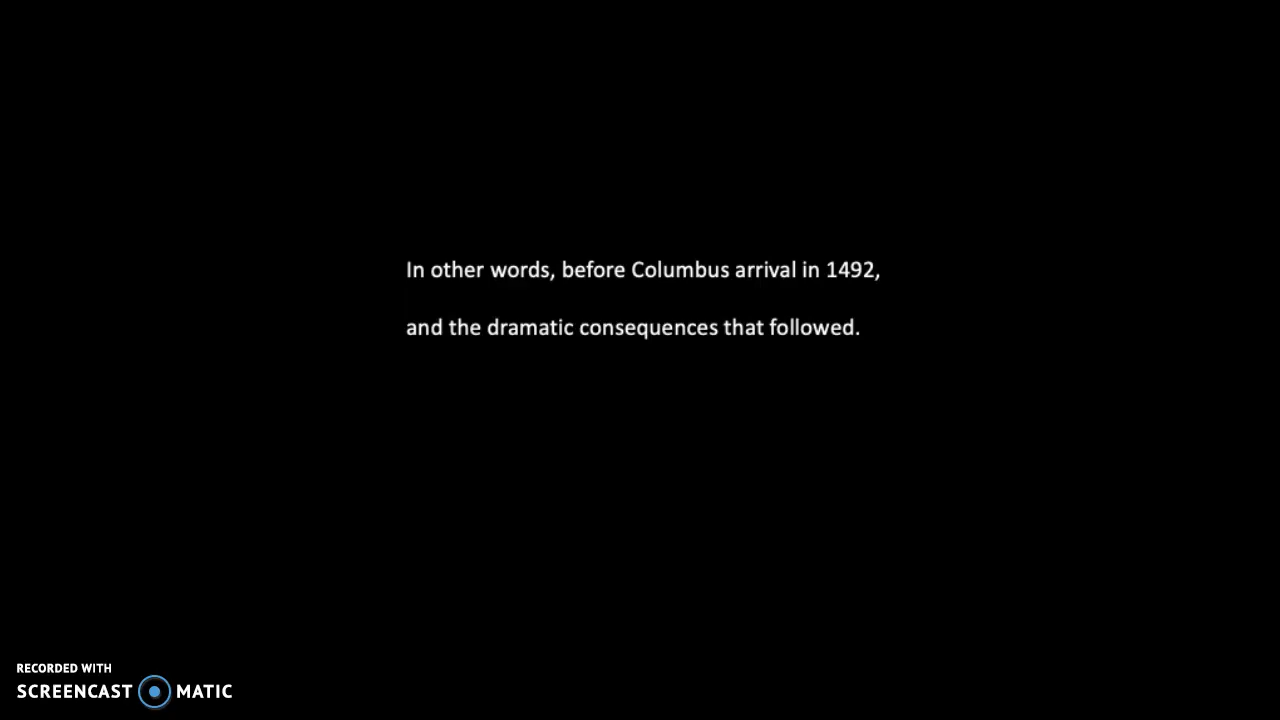 In other words, before Columbus arrival in 1492,
and the dramatic consequences that followed.
RECORDED WITH
SCREENCAST MATIC